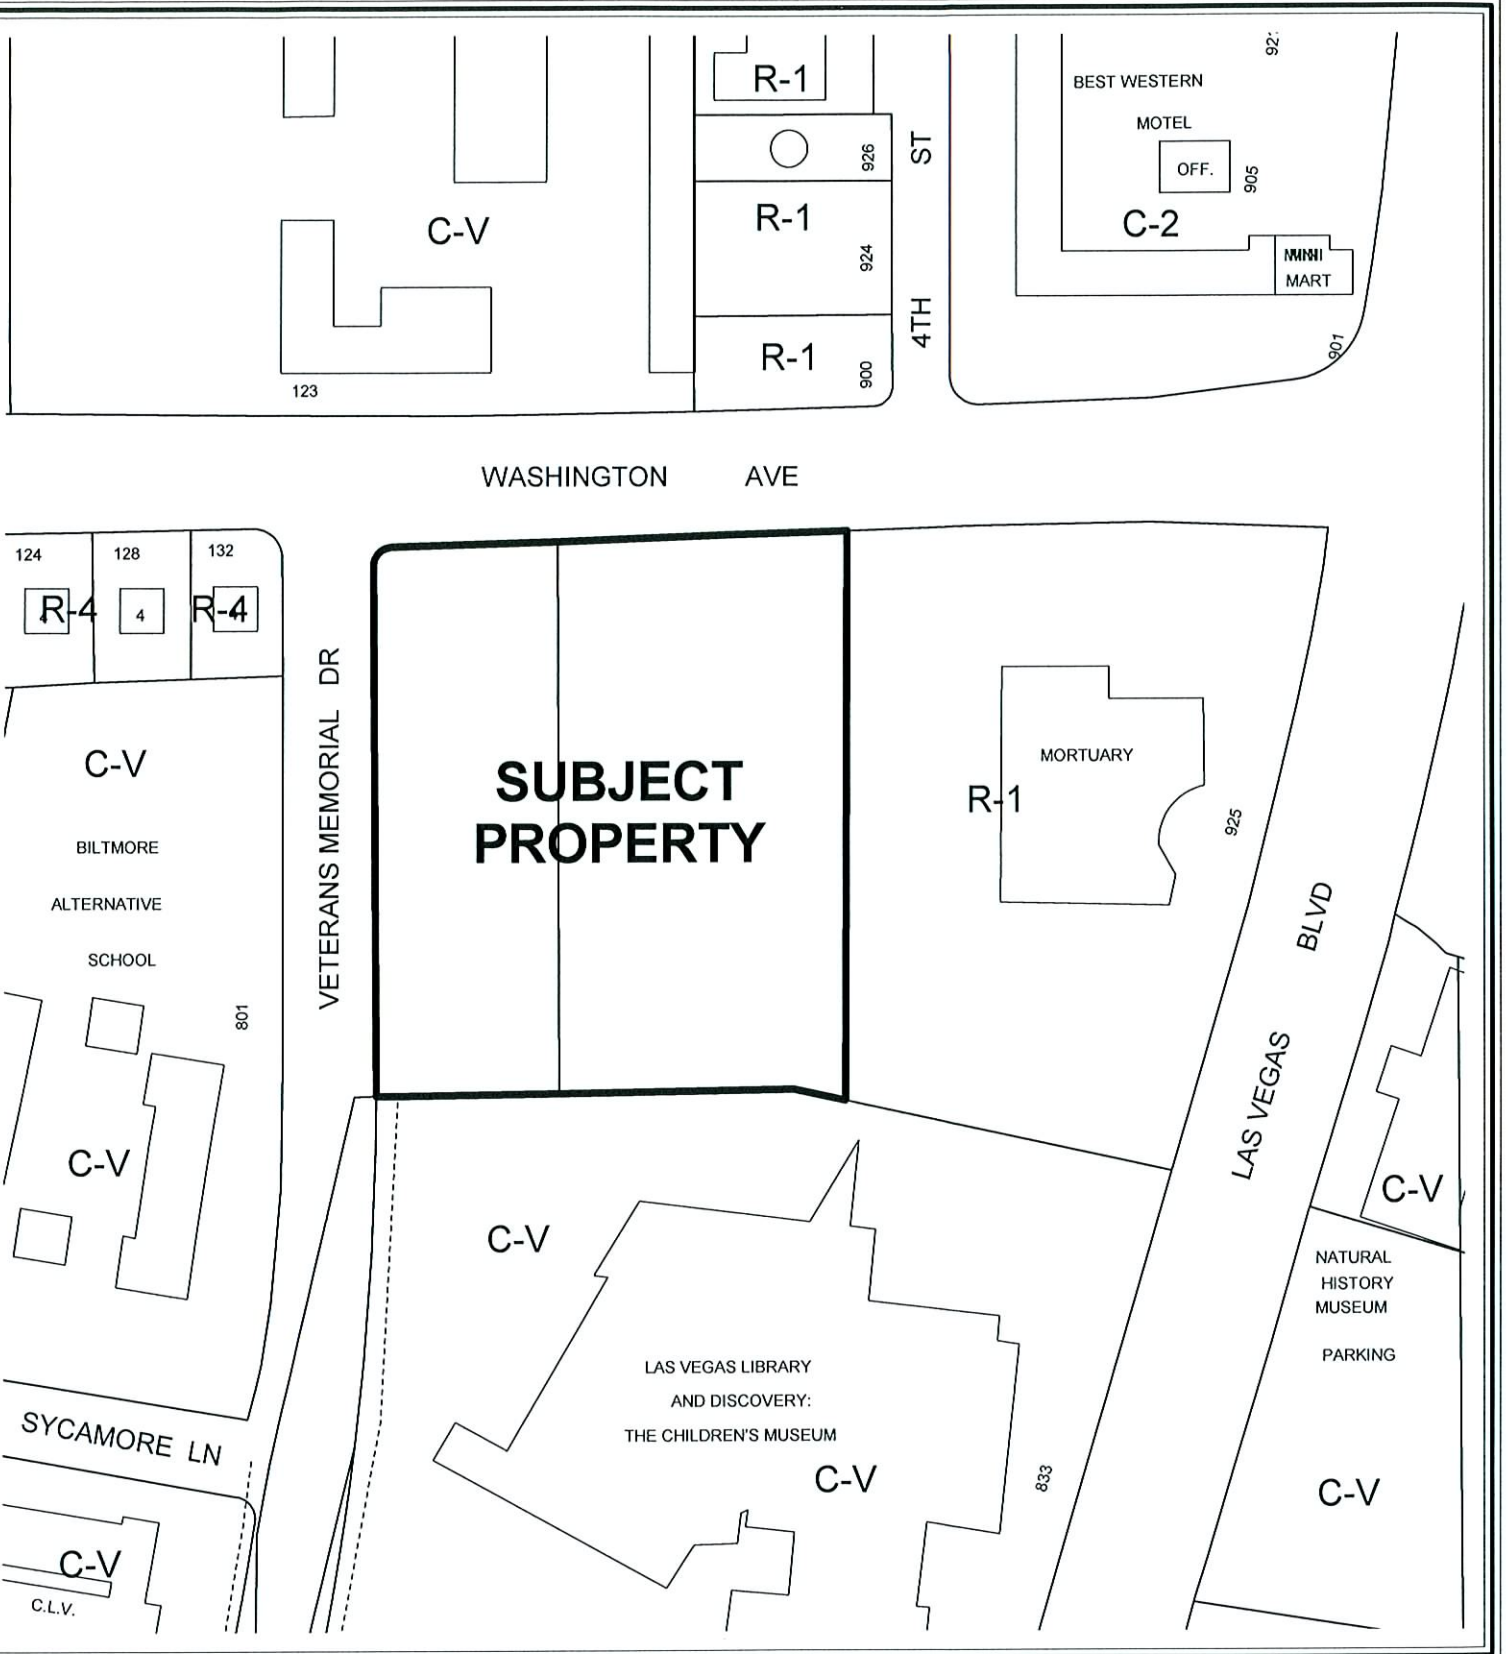 R-1
926
R-1
924
R-1
900
4TH ST
BEST WESTERN
MOTEL
OFF.
905
C-2
MART
901
C-V
123
WASHINGTON AVE
124
128
132
R-4
4
R-4
C-V
BILTMORE
ALTERNATIVE
SCHOOL
801
C-V
VETERANS MEMORIAL DR
SUBJECT
PROPERTY
MORTUARY
R-1
925
LAS VEGAS BLVD
C-V
NATURAL
HISTORY
MUSEUM
PARKING
C-V
C-V
LAS VEGAS LIBRARY
AND DISCOVERY:
THE CHILDREN'S MUSEUM
C-V
833
SYCAMORE LN
C-V
C.L.V.